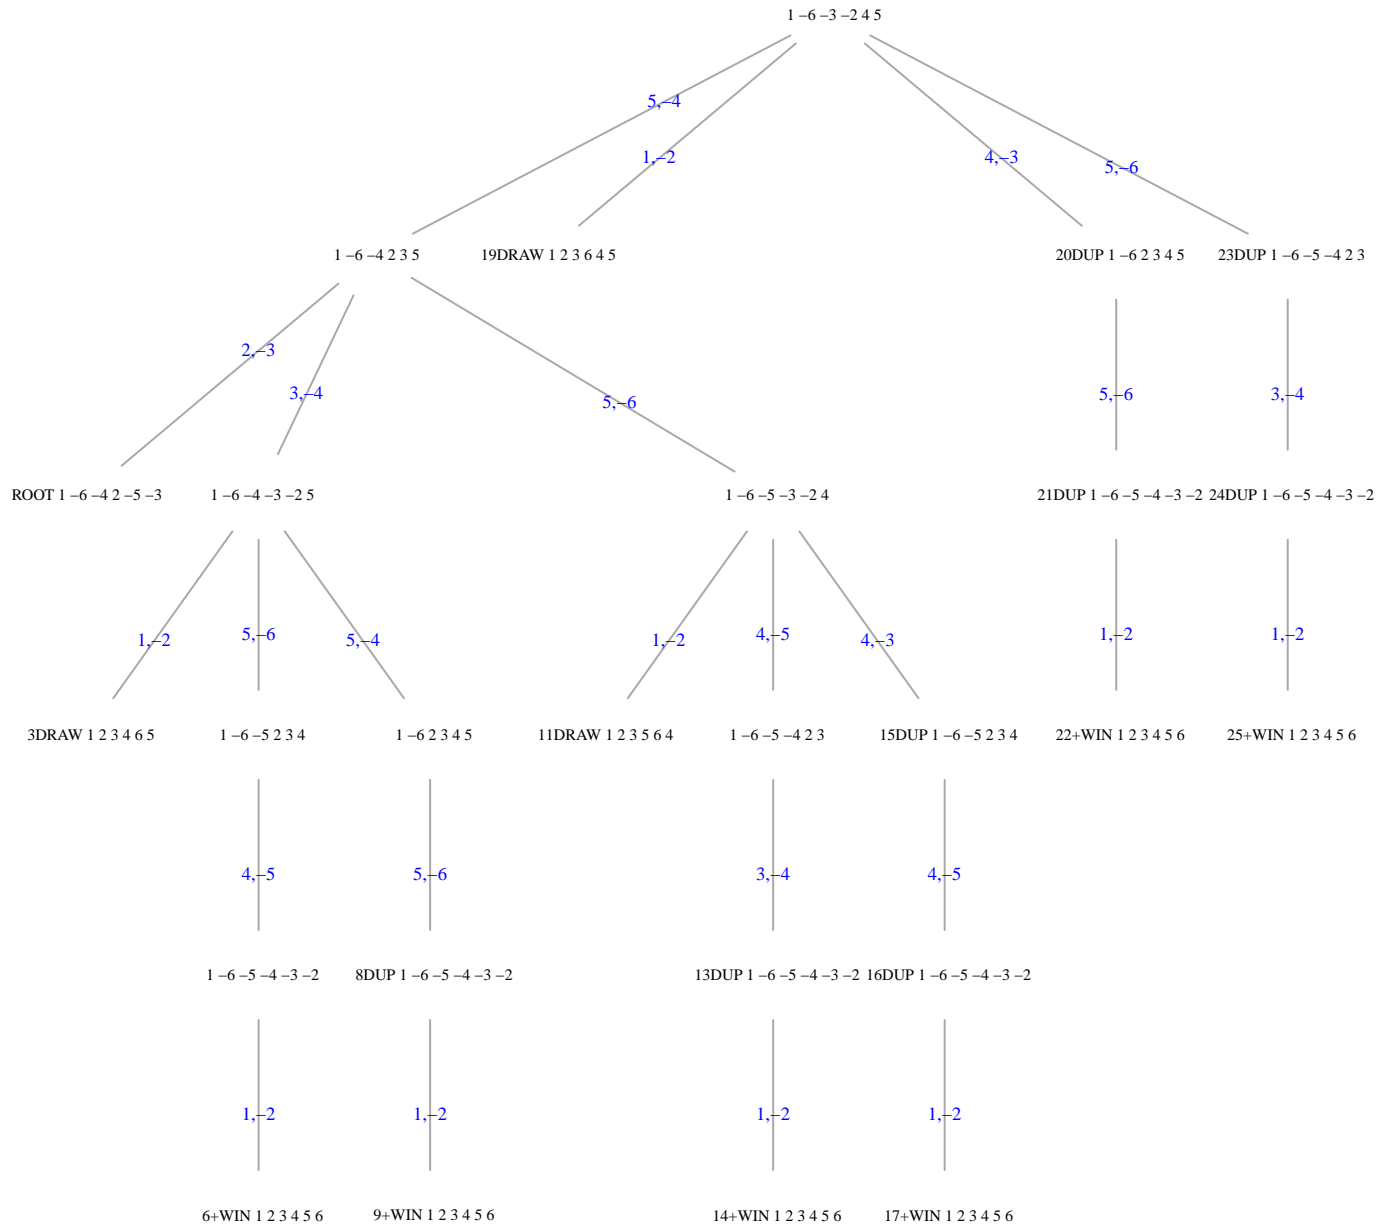 1 −6 −3 −2 4 5
5,−4
1,−2
4,−3
5,−6
1 −6 −4 2 3 5
19DRAW 1 2 3 6 4 5
20DUP 1 −6 2 3 4 5
23DUP 1 −6 −5 −4 2 3
2,−3
3,−4
5,−6
5,−6
3,−4
ROOT 1 −6 −4 2 −5 −3
1 −6 −4 −3 −2 5
1 −6 −5 −3 −2 4
21DUP 1 −6 −5 −4 −3 −2
24DUP 1 −6 −5 −4 −3 −2
1,−2
5,−6
5,−4
1,−2
4,−5
4,−3
1,−2
1,−2
3DRAW 1 2 3 4 6 5
1 −6 −5 2 3 4
1 −6 2 3 4 5
11DRAW 1 2 3 5 6 4
1 −6 −5 −4 2 3
15DUP 1 −6 −5 2 3 4
22+WIN 1 2 3 4 5 6
25+WIN 1 2 3 4 5 6
4,−5
5,−6
3,−4
4,−5
1 −6 −5 −4 −3 −2
8DUP 1 −6 −5 −4 −3 −2
13DUP 1 −6 −5 −4 −3 −2
16DUP 1 −6 −5 −4 −3 −2
1,−2
1,−2
1,−2
1,−2
6+WIN 1 2 3 4 5 6
9+WIN 1 2 3 4 5 6
14+WIN 1 2 3 4 5 6
17+WIN 1 2 3 4 5 6